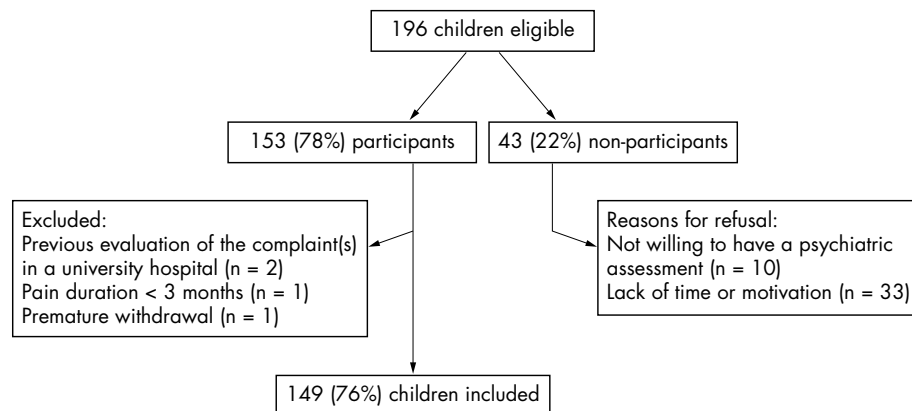 196 children eligible
153 (78%) participants
43 (22%) non-participants
Excluded:
Previous evaluation of the complaint(s)
in a university hospital (n = 2)
Pain duration < 3 months (n = 1)
Premature withdrawal (n = 1)
Reasons for refusal:
Not willing to have a psychiatric
assessment (n = 10)
Lack of time or motivation (n = 33)
149 (76%) children included